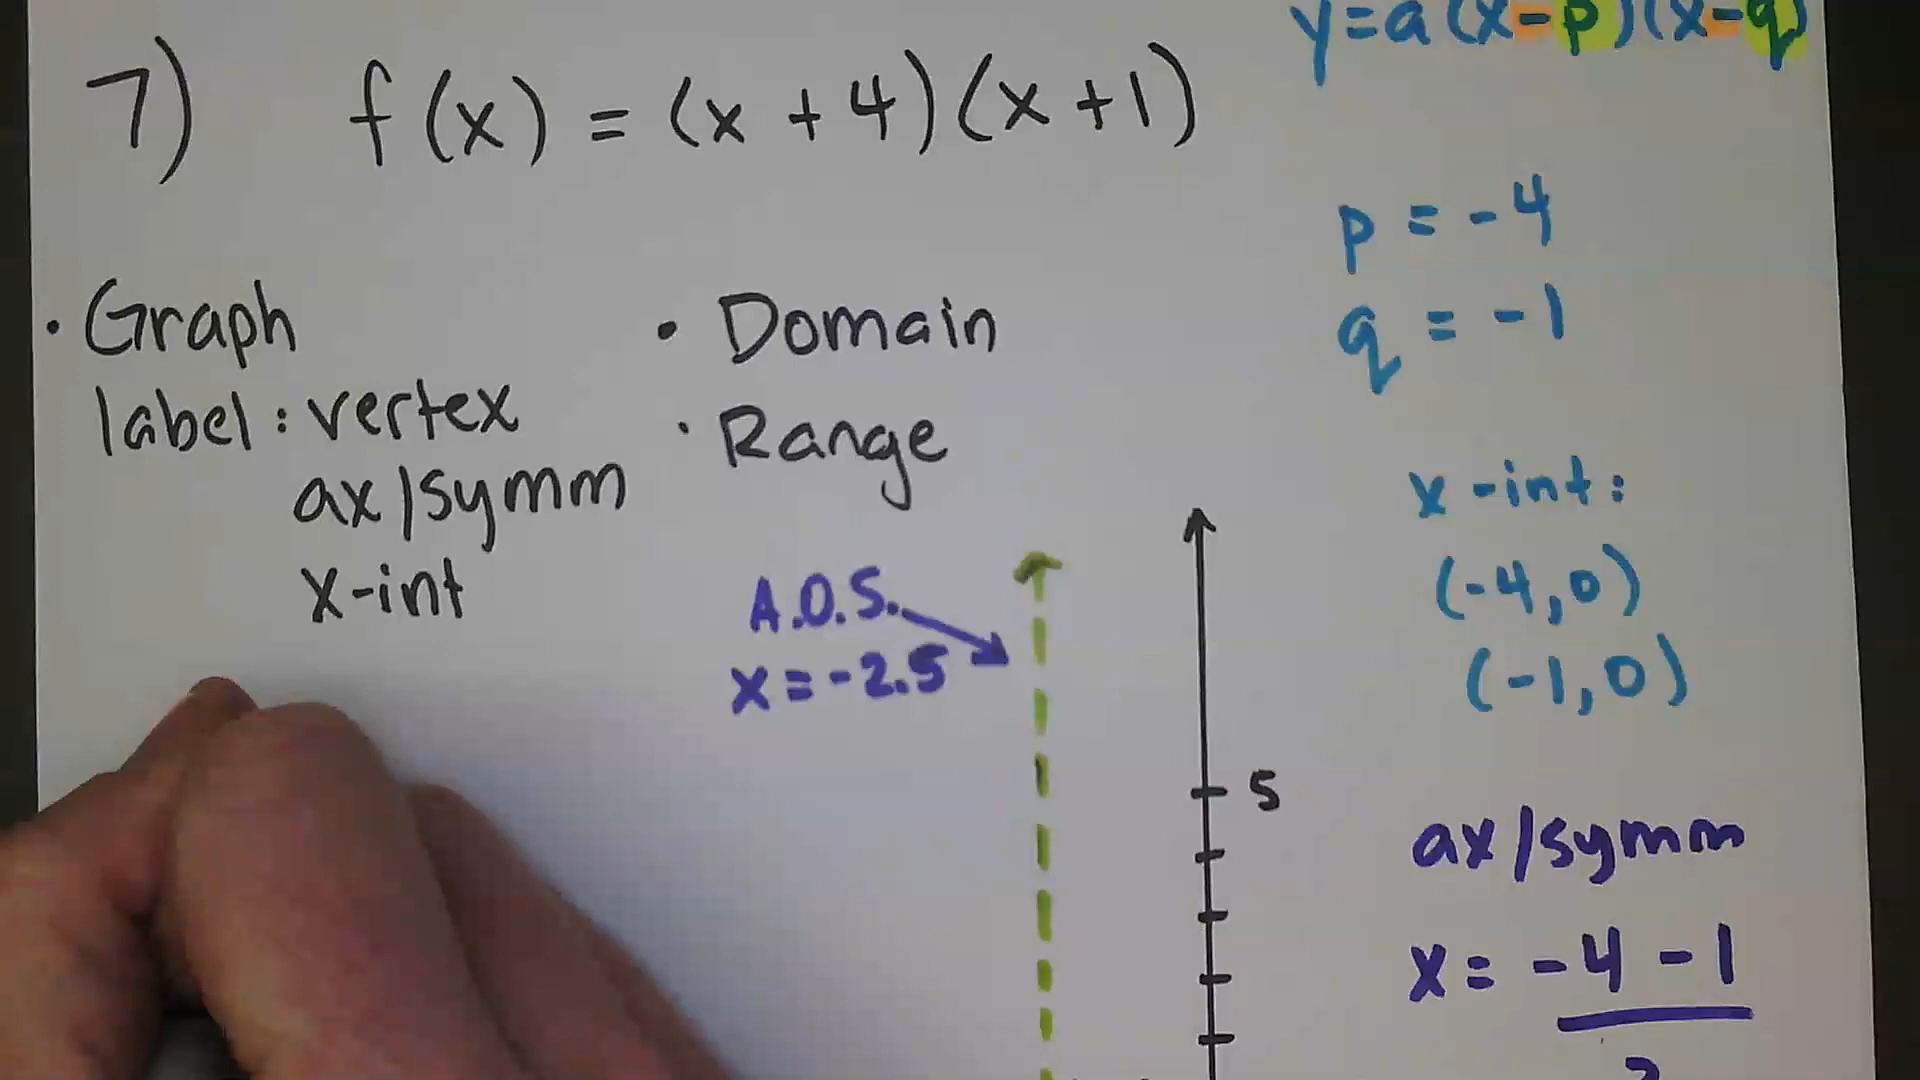 7) f(x) = (x + 4)(x + 1)
y = a(x - p)(x - q)
p = -4
q = -1
• Graph
label: vertex
ax/symm
x-int
• Domain
• Range
x-int:
(-4,0)
(-1,0)
A.O.S.
x = -2.5
5
ax/symm
x = -4 - 1